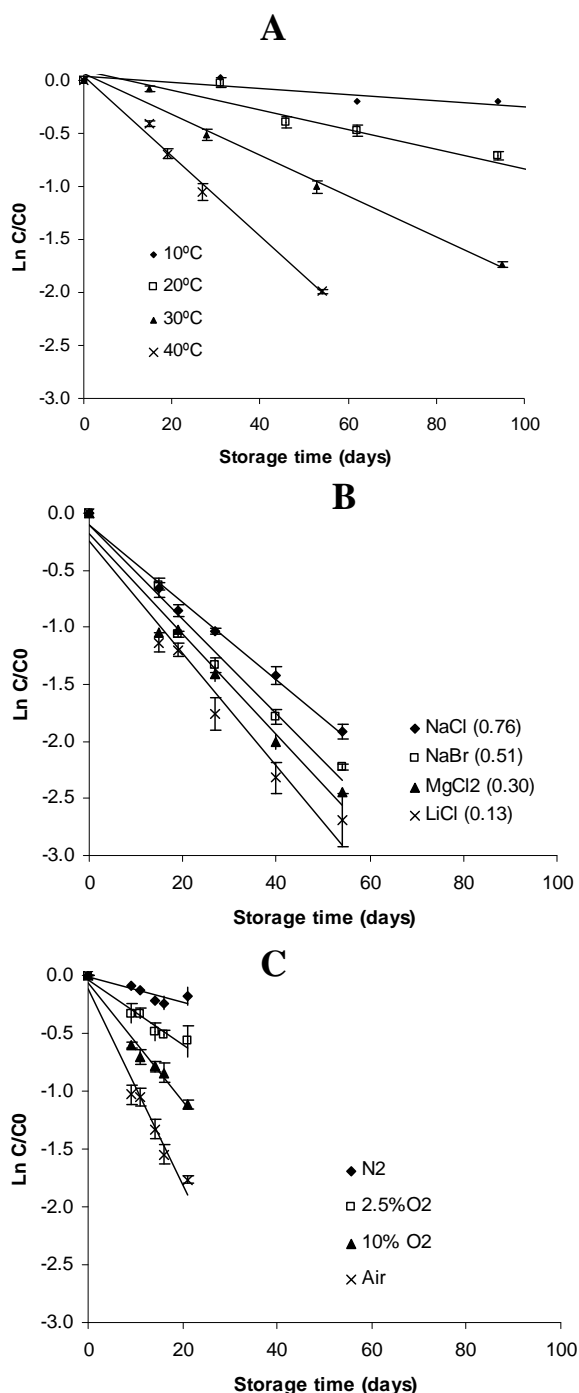 A
0.0
-0.5
-1.0
-1.5
-2.0
-2.5
-3.0
Ln C/C0
10ºC
20ºC
30ºC
40ºC
0 20 40 60 80 100
Storage time (days)
B
0.0
-0.5
-1.0
-1.5
-2.0
-2.5
-3.0
Ln C/C0
NaCl (0.76)
NaBr (0.51)
MgCl2 (0.30)
LiCl (0.13)
0 20 40 60 80 100
Storage time (days)
C
0.0
-0.5
-1.0
-1.5
-2.0
-2.5
-3.0
Ln C/C0
N2
2.5%O2
10% O2
Air
0 20 40 60 80 100
Storage time (days)